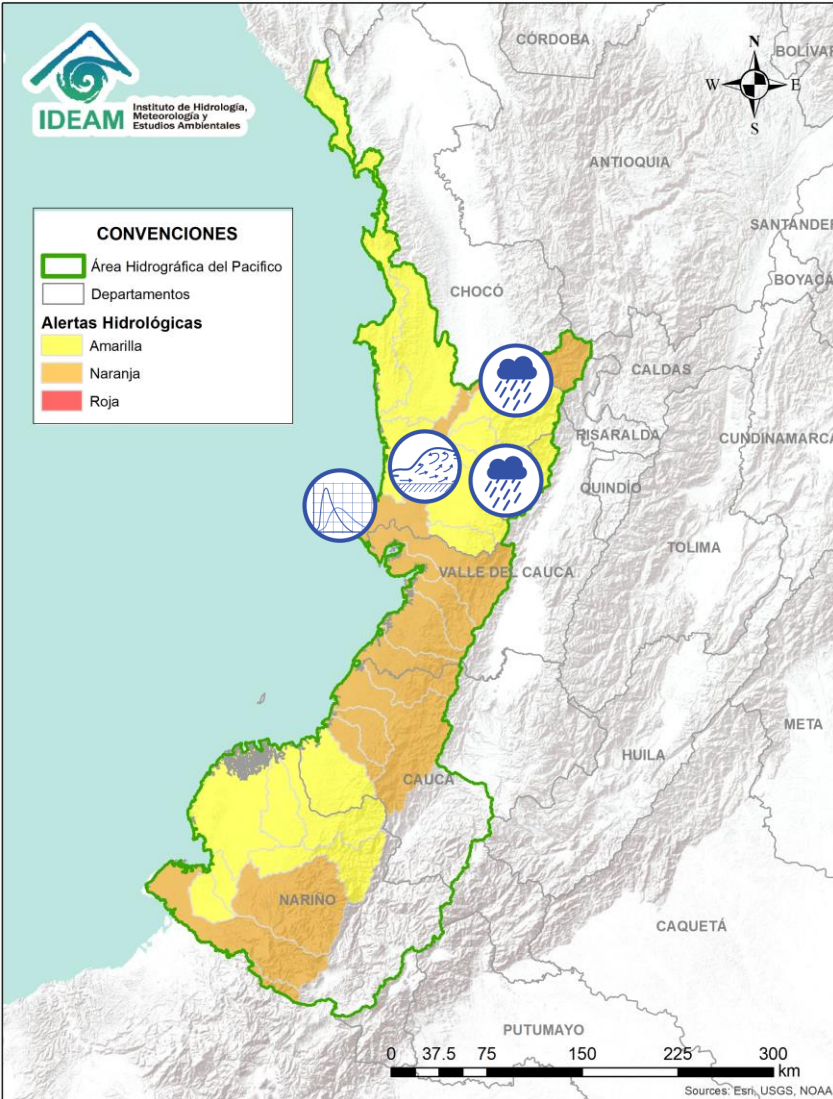 IDEAM
Instituto de Hidrología,
Meteorología y
Estudios Ambientales
CÓRDOBA
BOLÍVAR
N
W
E
S
ANTIOQUIA
SANTANDER
BOYACÁ
CONVENCIONES
Área Hidrográfica del Pacifico
Departamentos
Alertas Hidrológicas
Amarilla
Naranja
Roja
CHOCÓ
CALDAS
RISARALDA
CUNDINAMARCA
QUINDÍO
TOLIMA
VALLE DEL CAUCA
META
HUILA
CAUCA
NARIÑO
CAQUETÁ
PUTUMAYO
0 37.5 75 150 225 300
km
Sources: Esri, USGS, NOAA